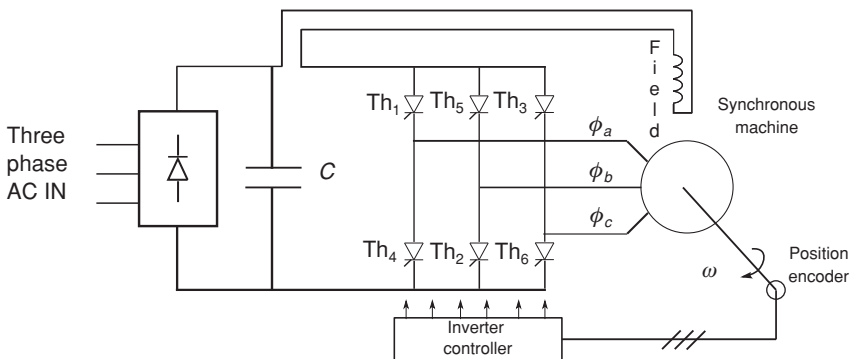 Three
phase
AC IN
C
Field
Th1
Th5
Th3
ϕa
ϕb
ϕc
Synchronous
machine
Th4
Th2
Th6
ω
Position
encoder
Inverter
controller